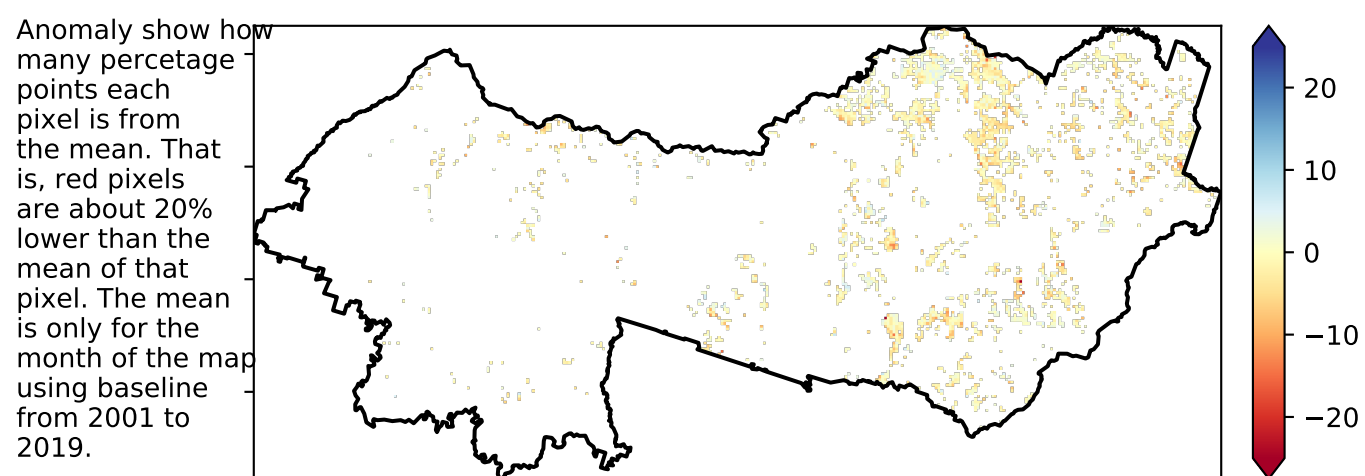 Anomaly show how
many percetage
points each
pixel is from
the mean. That
is, red pixels
are about 20%
lower than the
mean of that
pixel. The mean
is only for the
month of the map
using baseline
from 2001 to
2019.
20
10
0
−10
−20